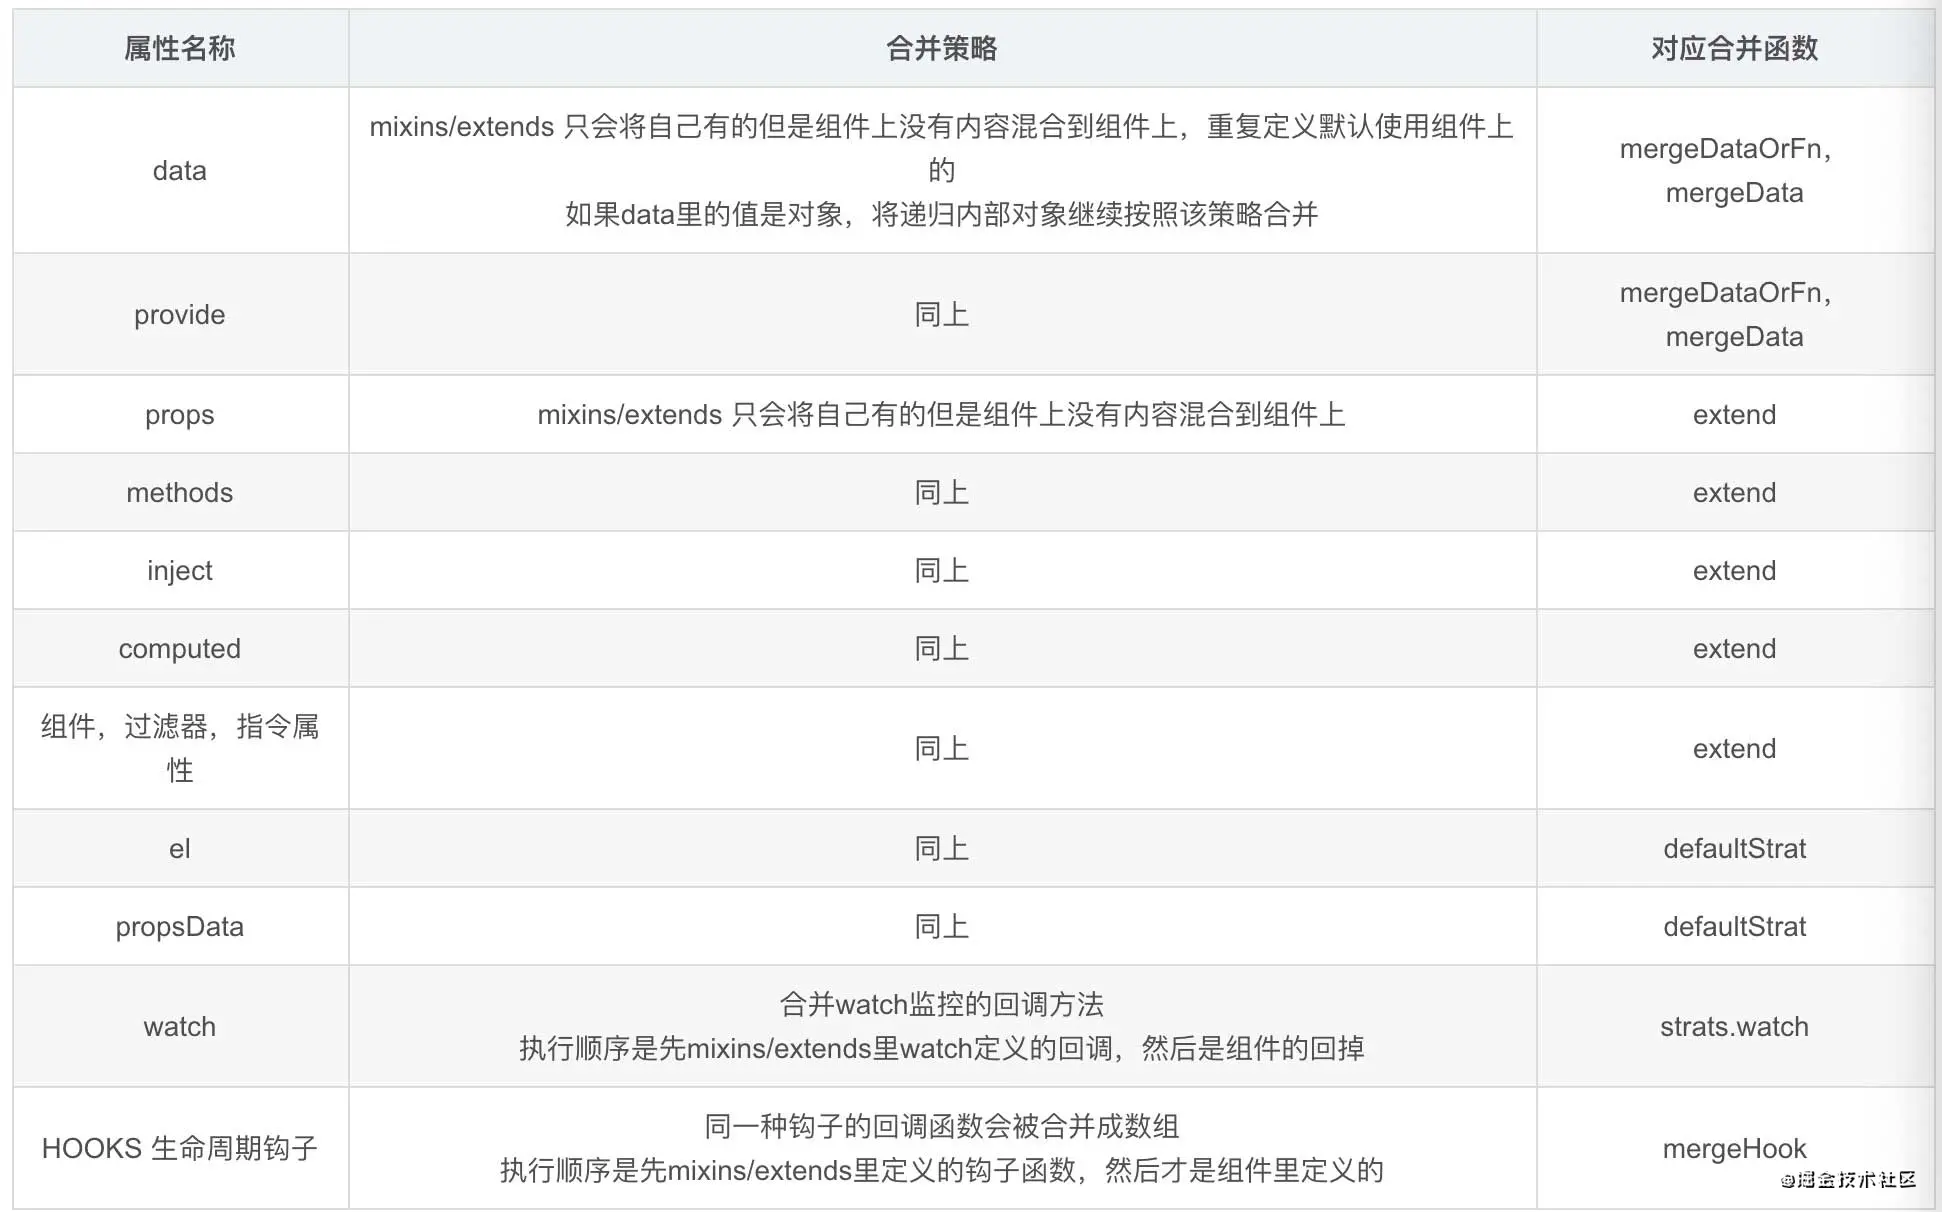 属性名称
合并策略
对应合并函数
data
mixins/extends 只会将自己有的但是组件上没有内容混合到组件上，重复定义默认使用组件上
的
如果data里的值是对象，将递归内部对象继续按照该策略合并
mergeDataOrFn，
mergeData
provide
同上
mergeDataOrFn，
mergeData
props
mixins/extends 只会将自己有的但是组件上没有内容混合到组件上
extend
methods
同上
extend
inject
同上
extend
computed
同上
extend
组件，过滤器，指令属
性
同上
extend
el
同上
defaultStrat
propsData
同上
defaultStrat
watch
合并watch监控的回调方法
执行顺序是先mixins/extends里watch定义的回调，然后是组件的回掉
strats.watch
HOOKS 生命周期钩子
同一种钩子的回调函数会被合并成数组
执行顺序是先mixins/extends里定义的钩子函数，然后才是组件里定义的
mergeHook
@掘金技术社区